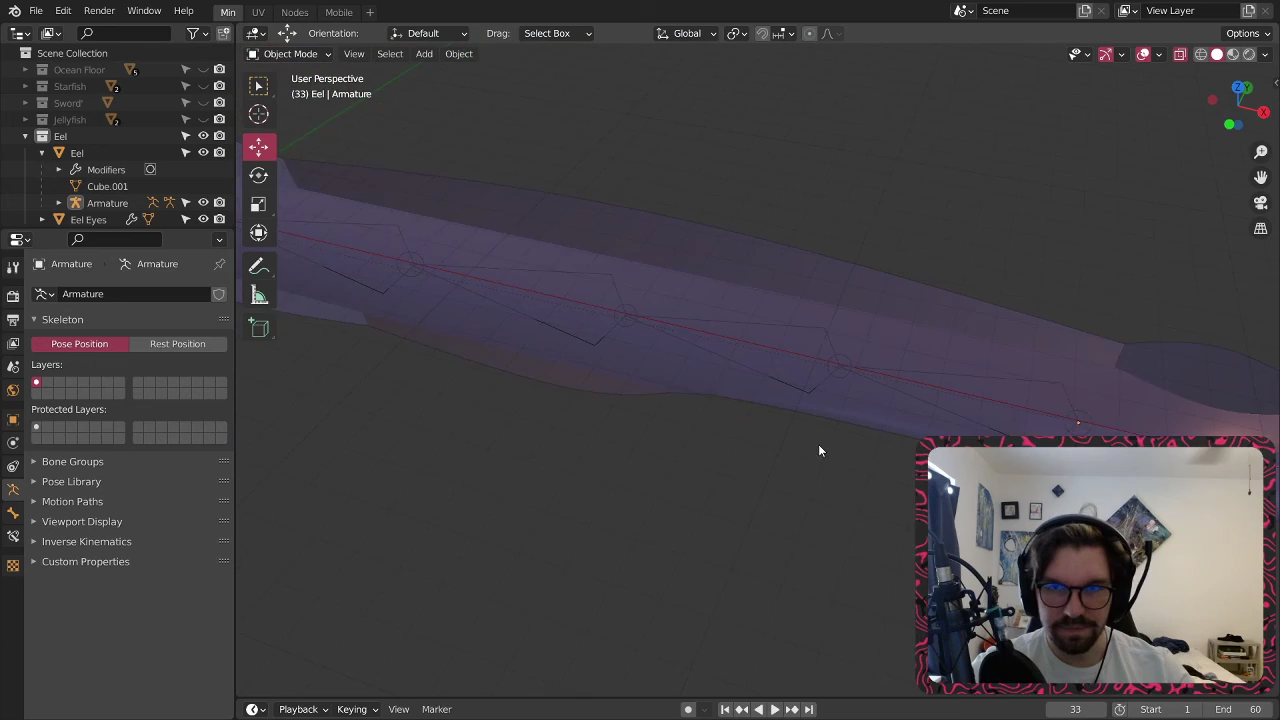 File Edit Render Window Help Min UV Nodes Mobile + Scene View Layer
Orientation: Default Drag: Select Box Global Options
Object Mode View Select Add Object
Scene Collection
Ocean Floor 5
Starfish 2
Sword'
Jellyfish 2
Eel
Eel
Modifiers
Cube.001
Armature
Eel Eyes
User Perspective
(33) Eel | Armature
Z
Y
X
Armature Armature
Armature
Skeleton
Pose Position Rest Position
Layers:
Protected Layers:
Bone Groups
Pose Library
Motion Paths
Viewport Display
Inverse Kinematics
Custom Properties
Playback Keying View Marker 33 Start 1 End 60